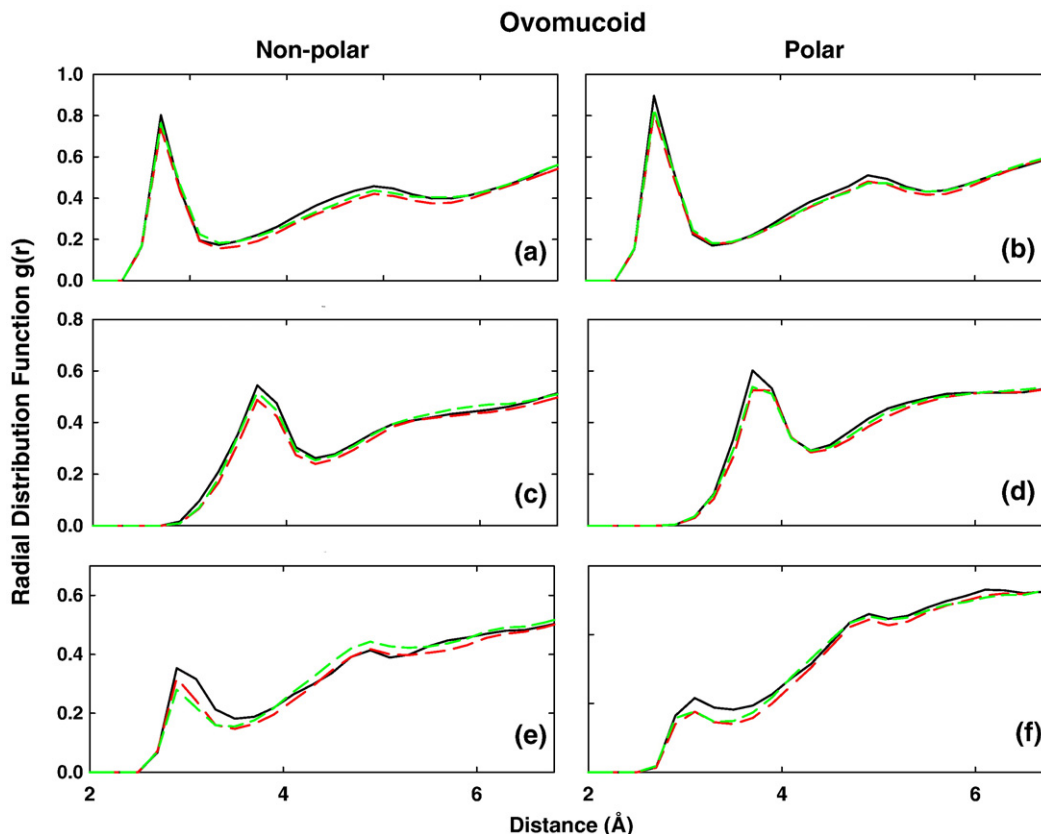 Ovomucoid
Non-polar Polar
Radial Distribution Function g(r)
1.0
0.8
0.6
0.4
0.2
0.0
(a) (b)
0.8
0.6
0.4
0.2
0.0
(c) (d)
0.6
0.4
0.2
0.0
(e) (f)
2 4 6 2 4 6
Distance (Å)